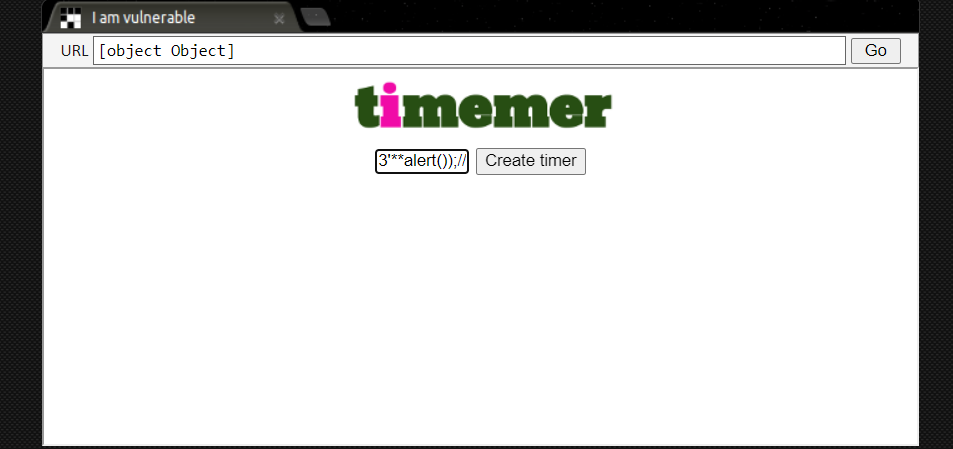 I am vulnerable
URL [object Object] Go
timemer
3'**alert());// Create timer